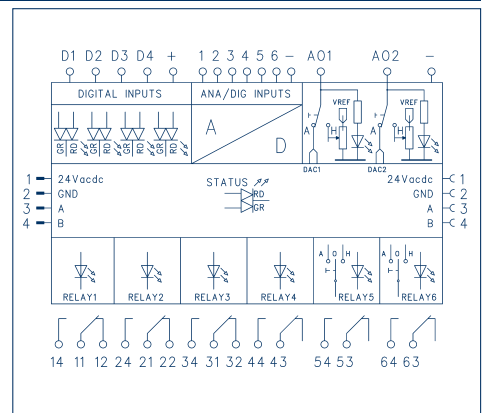 D1 D2 D3 D4 + 1 2 3 4 5 6 − AO1 AO2 −
DIGITAL INPUTS ANA/DIG INPUTS
VREF VREF
A D
A H A H
GR RD GR RD GR RD GR RD
DAC1 DAC2
1 24Vacdc STATUS RD 24Vacdc 1
2 GND GR GND 2
3 A A 3
4 B B 4
A O H A O H
RELAY1 RELAY2 RELAY3 RELAY4 RELAY5 RELAY6
14 11 12 24 21 22 34 31 32 44 43 54 53 64 63